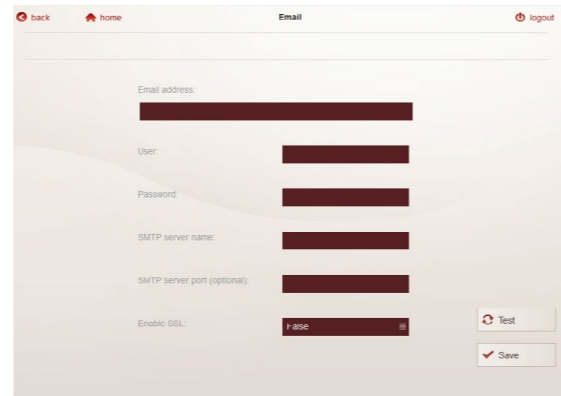 back home Email logout
Email address:
User:
Password:
SMTP server name:
SMTP server port (optional):
Enable SSL: False
Test
Save